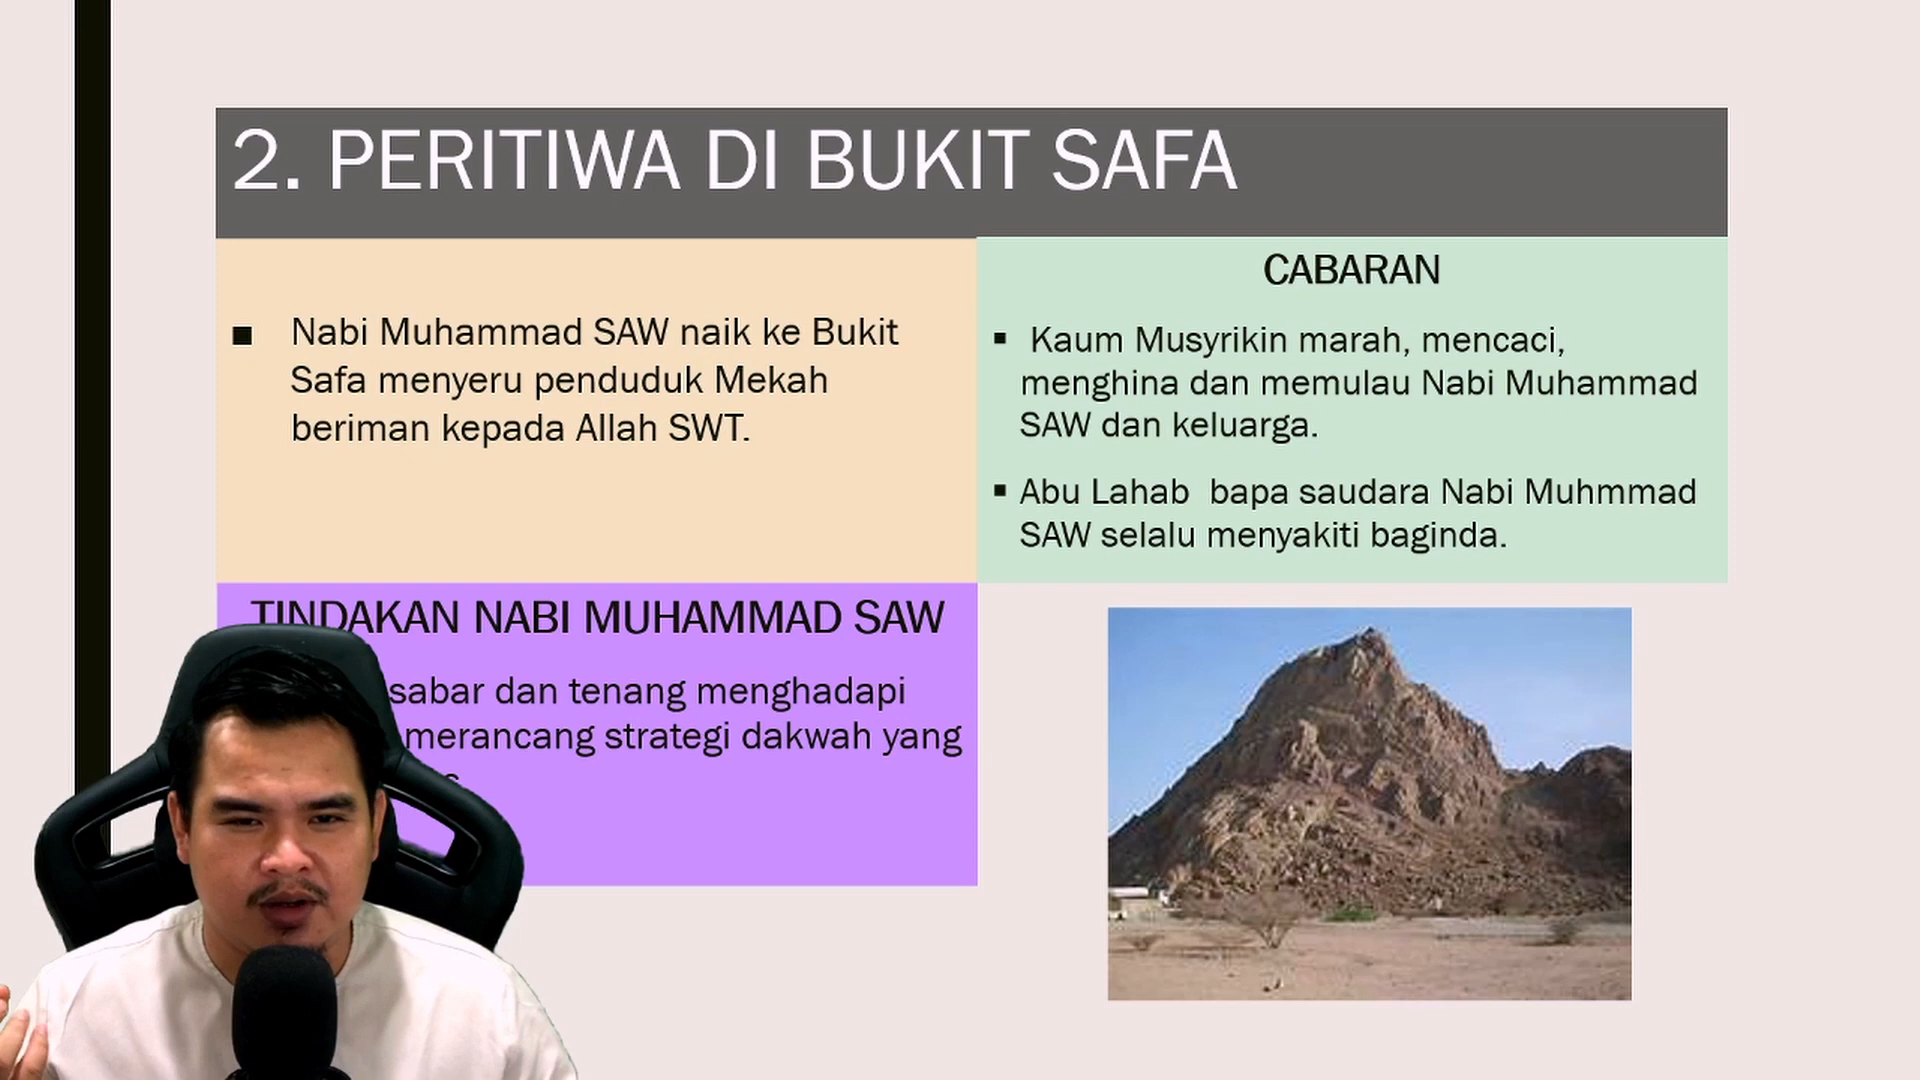 2. PERITIWA DI BUKIT SAFA
■ Nabi Muhammad SAW naik ke Bukit
Safa menyeru penduduk Mekah
beriman kepada Allah SWT.
CABARAN
▪ Kaum Musyrikin marah, mencaci,
menghina dan memulau Nabi Muhammad
SAW dan keluarga.
▪ Abu Lahab bapa saudara Nabi Muhmmad
SAW selalu menyakiti baginda.
TINDAKAN NABI MUHAMMAD SAW
sabar dan tenang menghadapi
merancang strategi dakwah yang